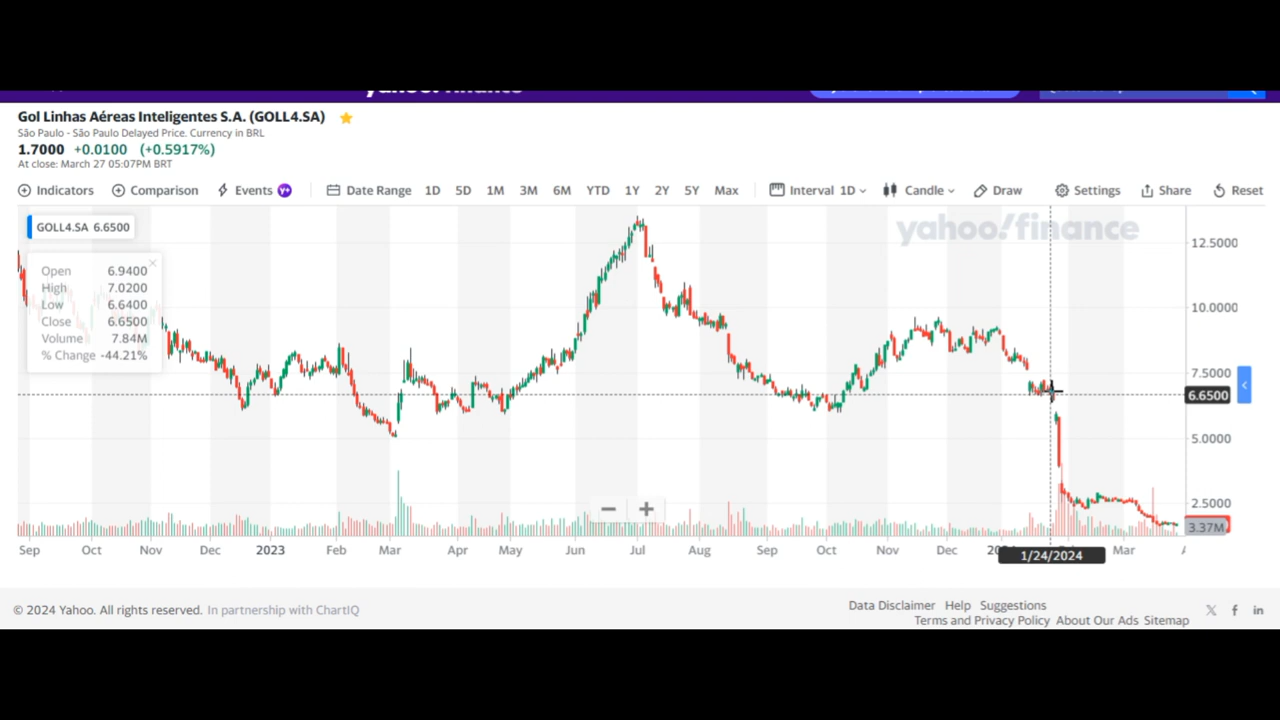 Gol Linhas Aéreas Inteligentes S.A. (GOLL4.SA)
São Paulo - São Paulo Delayed Price. Currency in BRL
1.7000 +0.0100 (+0.5917%)
At close: March 27 05:07PM BRT
Indicators Comparison Events Y+ Date Range 1D 5D 1M 3M 6M YTD 1Y 2Y 5Y Max Interval 1D Candle Draw Settings Share Reset
GOLL4.SA 6.6500
yahoo!finance
Open 6.9400
High 7.0200
Low 6.6400
Close 6.6500
Volume 7.84M
% Change -44.21%
12.5000
10.0000
7.5000
6.6500
5.0000
2.5000
3.37M
Sep Oct Nov Dec 2023 Feb Mar Apr May Jun Jul Aug Sep Oct Nov Dec Mar
1/24/2024
© 2024 Yahoo. All rights reserved. In partnership with ChartIQ
Data Disclaimer Help Suggestions
Terms and Privacy Policy About Our Ads Sitemap